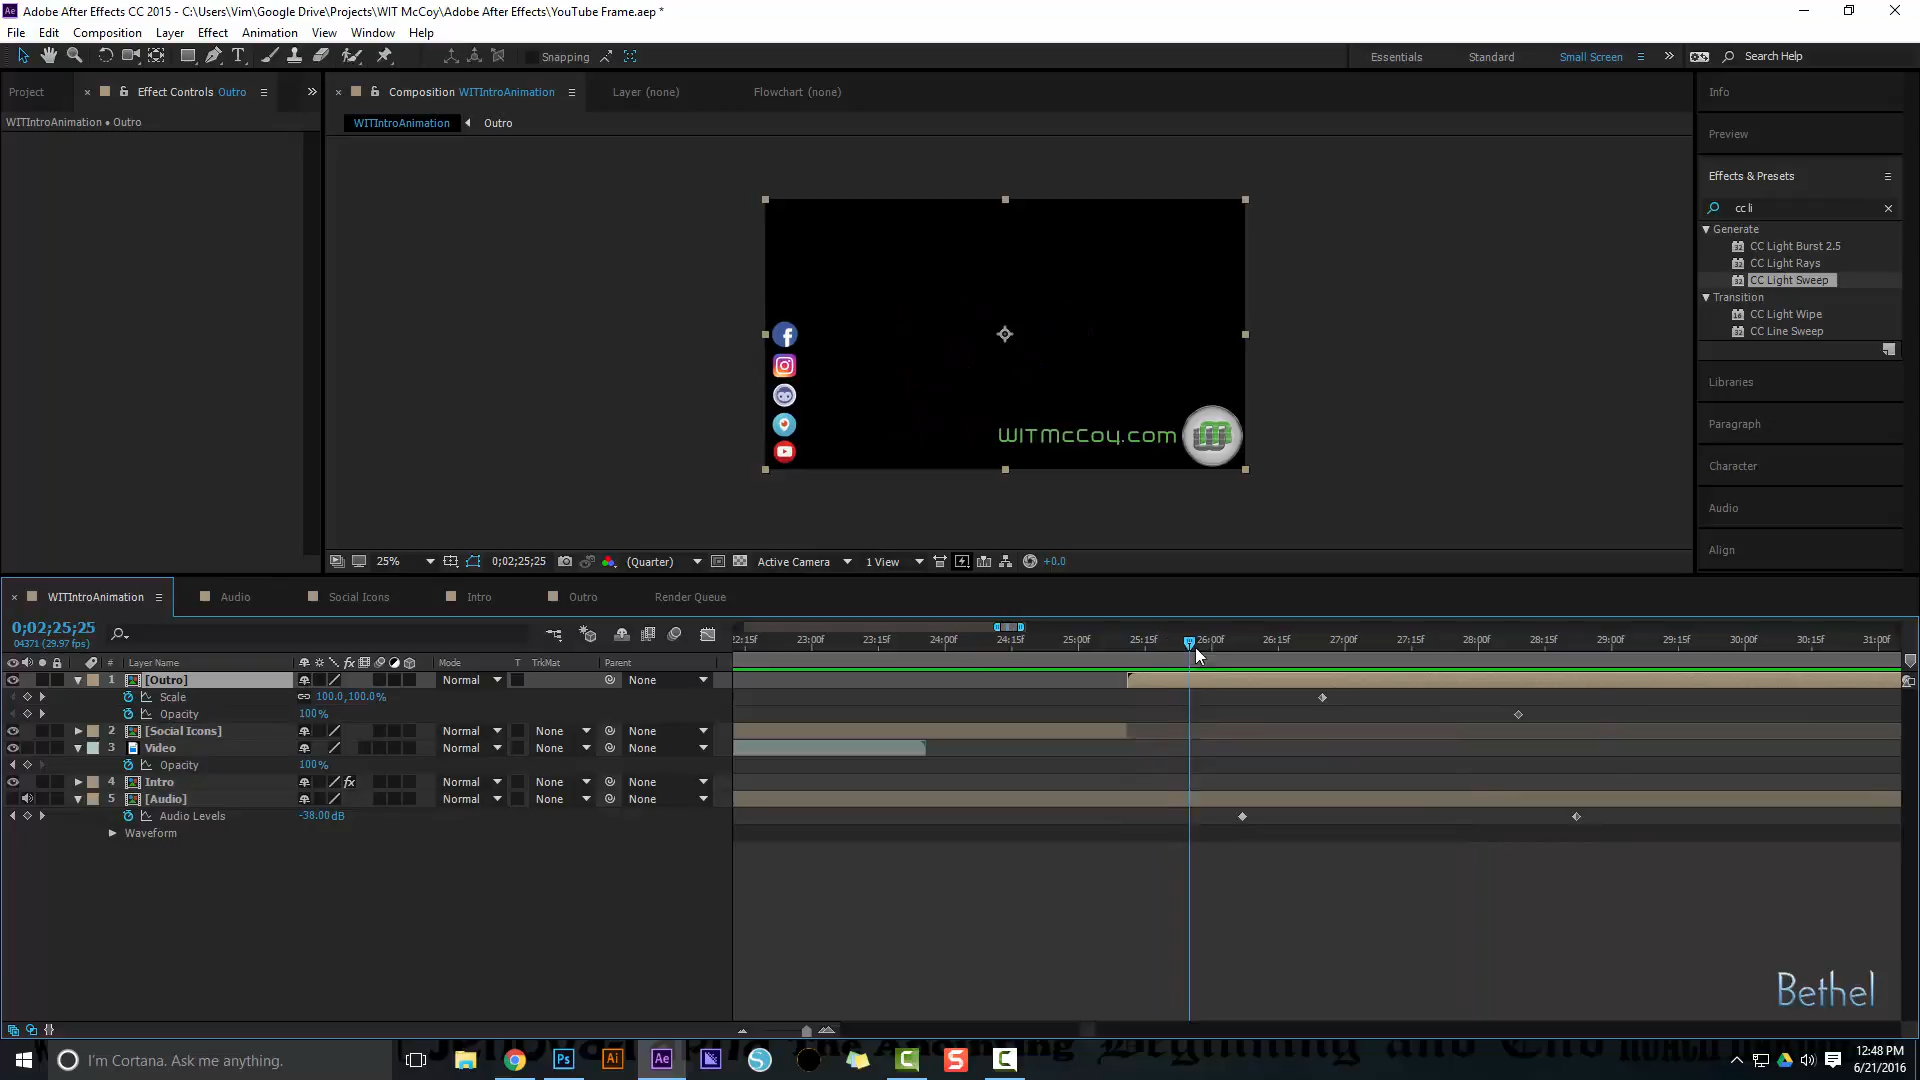 Adobe After Effects CC 2015 - C:\Users\Vim\Google Drive\Projects\WIT McCoy\Adobe After Effects\YouTube Frame.aep *
File Edit Composition Layer Effect Animation View Window Help
Snapping Essentials Standard Small Screen Search Help
Project Effect Controls Outro Composition WITIntroAnimation Layer (none) Flowchart (none) Info
WITIntroAnimation • Outro WITIntroAnimation Outro
Preview
Effects & Presets
cc li
Generate
CC Light Burst 2.5
CC Light Rays
CC Light Sweep
Transition
CC Light Wipe
CC Line Sweep
Libraries
Paragraph
Character
Audio
Align
WITMcCoy.com
25% 0;02;25;25 (Quarter) Active Camera 1 View +0.0
WITIntroAnimation Audio Social Icons Intro Outro Render Queue
0;02;25;25
04371 (29.97 fps)
2:15f 23:00f 23:15f 24:00f 24:15f 25:00f 25:15f 26:00f 26:15f 27:00f 27:15f 28:00f 28:15f 29:00f 29:15f 30:00f 30:15f 31:00f
# Layer Name Mode T TrkMat Parent
1 [Outro] Normal None
Scale 100.0,100.0%
Opacity 100%
2 [Social Icons] Normal None None
3 Video Normal None None
Opacity 100%
4 Intro Normal None None
5 [Audio] Normal None None
Audio Levels -38.00dB
Waveform
Bethel
I'm Cortana. Ask me anything.
12:48 PM
6/21/2016